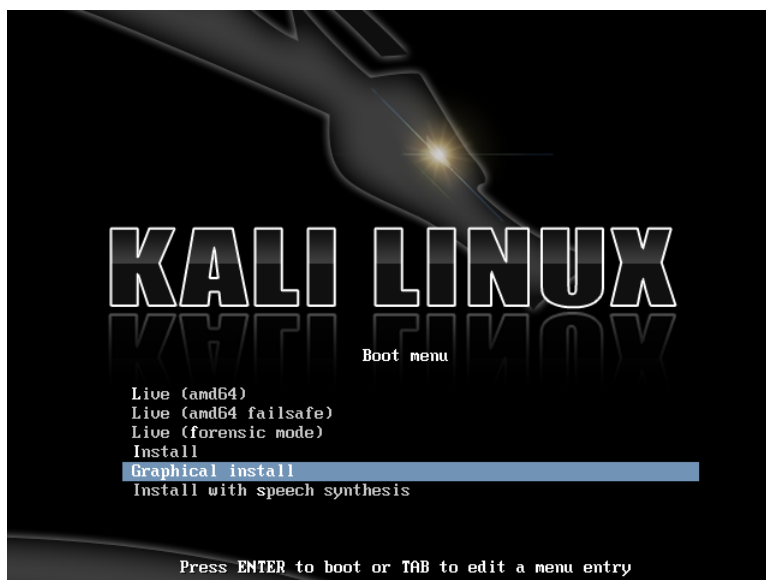 KALI LINUX
Boot menu
Live (amd64)
Live (amd64 failsafe)
Live (forensic mode)
Install
Graphical install
Install with speech synthesis
Press ENTER to boot or TAB to edit a menu entry